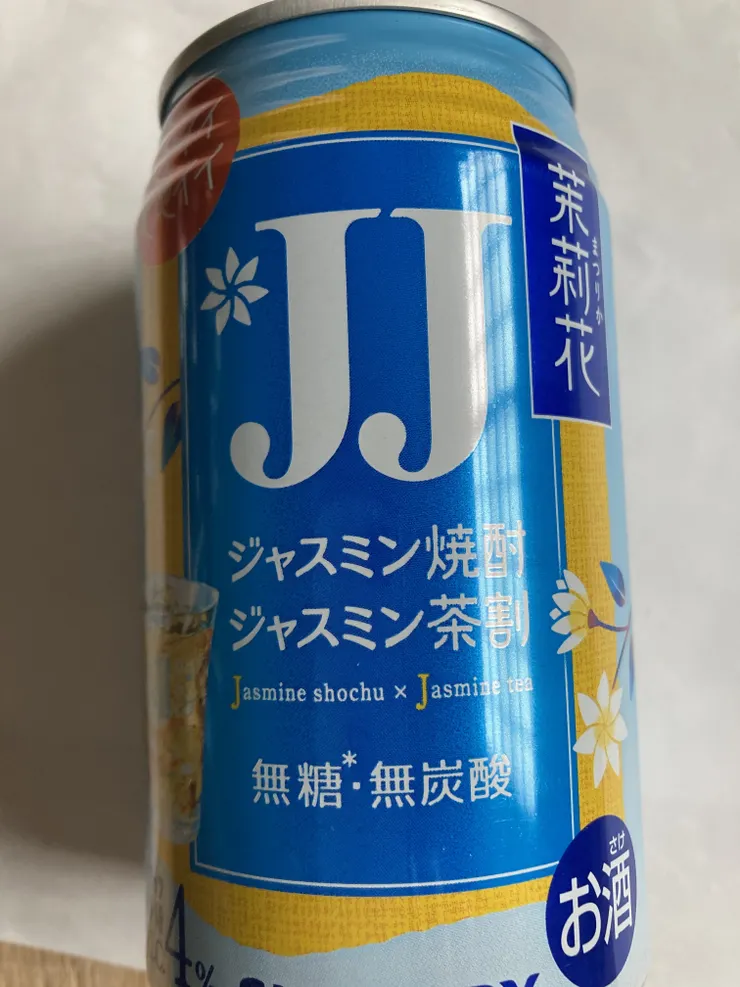 JJ
茉莉花
まつりか
ジャスミン焼酎
ジャスミン茶割
Jasmine shochu × Jasmine tea
無糖*・無炭酸
さけ
お酒
4%